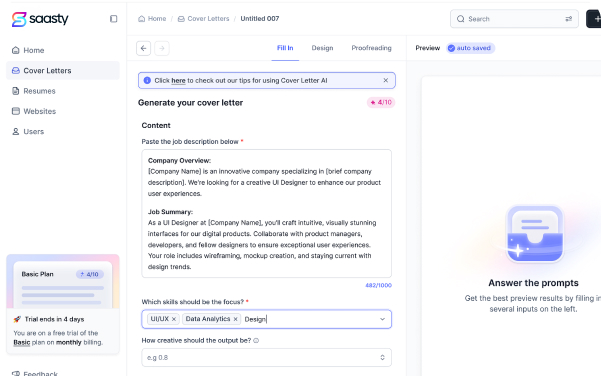 saasty
Home
Cover Letters
Resumes
Websites
Users
Basic Plan
4/10
🚀 Trial ends in 4 days
You are on a free trial of the
Basic plan on monthly billing.
Feedback
Home / Cover Letters / Untitled 007
Search
Fill In
Design
Proofreading
Click here to check out our tips for using Cover Letter AI
Generate your cover letter
4/10
Content
Paste the job description below *
Company Overview:
[Company Name] is an innovative company specializing in [brief company
description]. We're looking for a creative UI Designer to enhance our product
user experiences.
Job Summary:
As a UI Designer at [Company Name], you'll craft intuitive, visually stunning
interfaces for our digital products. Collaborate with product managers,
developers, and fellow designers to ensure exceptional user experiences.
Your role includes wireframing, mockup creation, and staying current with
design trends.
482/1000
Which skills should be the focus? *
UI/UX
Data Analytics
Design
How creative should the output be?
e.g 0.8
Preview
auto saved
Answer the prompts
Get the best preview results by filling in
several inputs on the left.